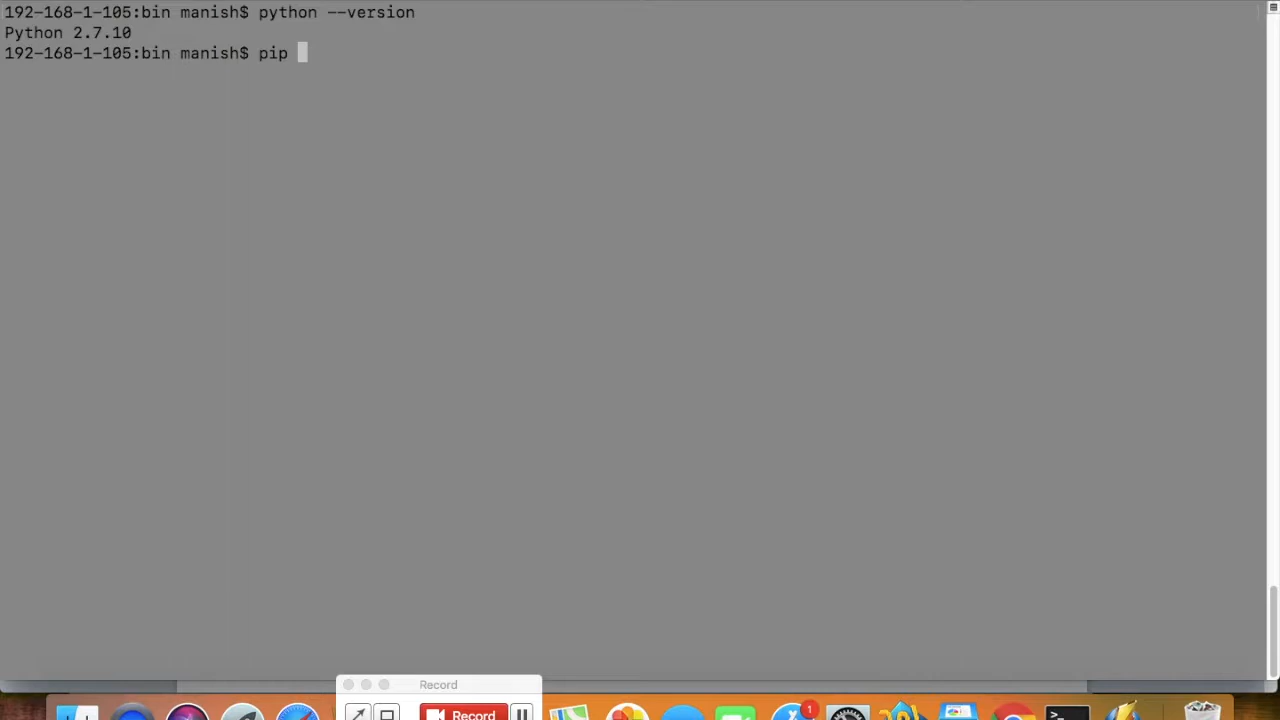 192-168-1-105:bin manish$ python --version
Python 2.7.10
192-168-1-105:bin manish$ pip
Record
Record
1